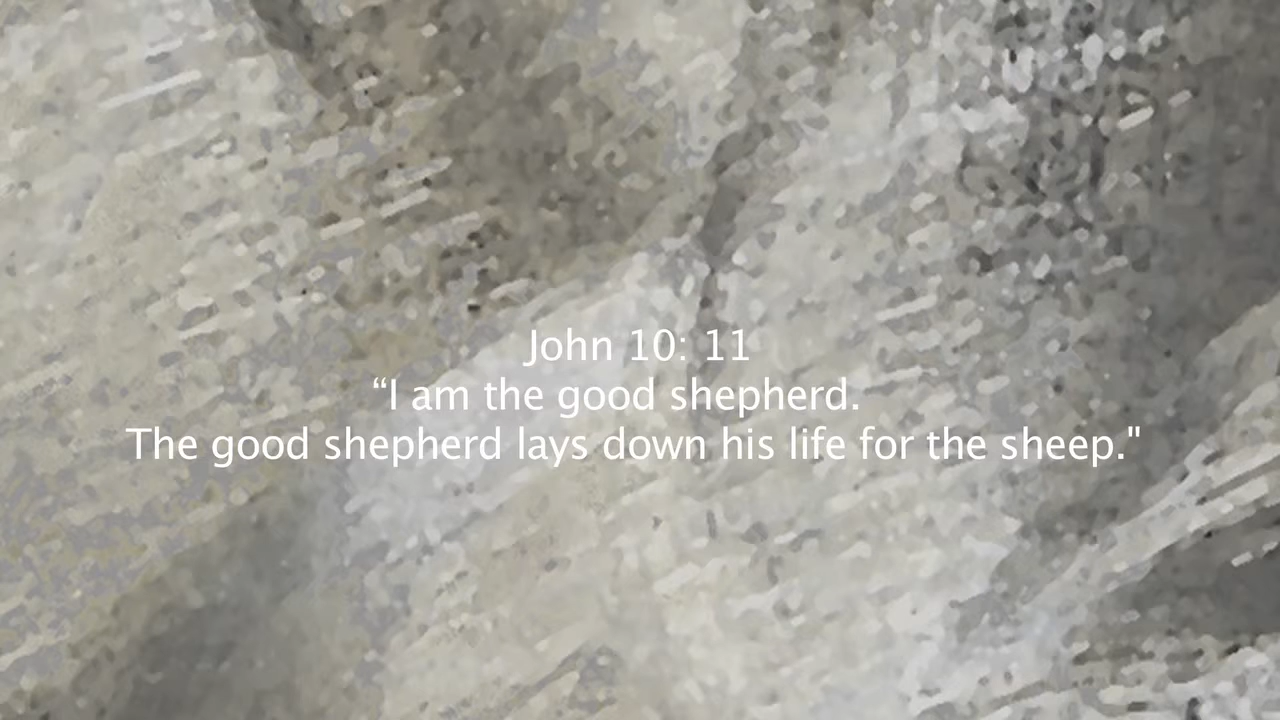 John 10: 11
“I am the good shepherd.
The good shepherd lays down his life for the sheep."